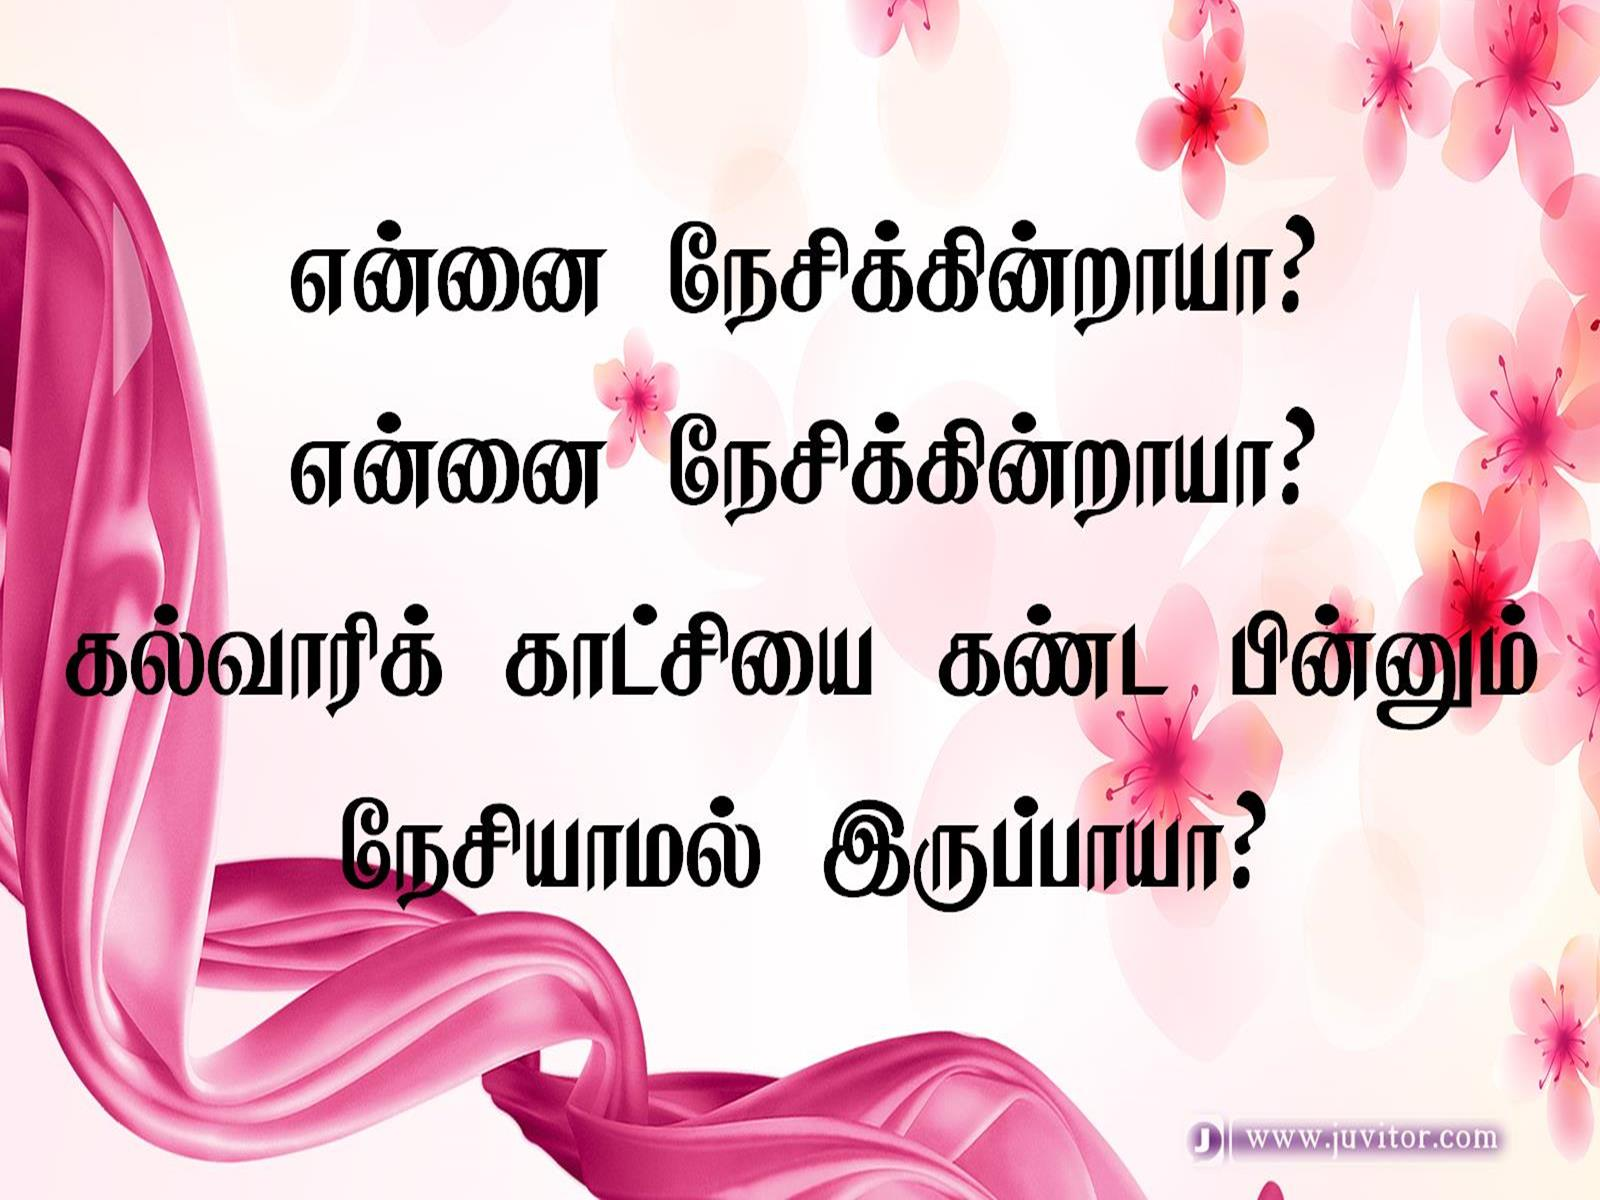 என்னை நேசிக்கின்றாயா?
என்னை நேசிக்கின்றாயா?
கல்வாரிக் காட்சியை கண்ட பின்னும்
நேசியாமல் இருப்பாயா?
J www.juvitor.com